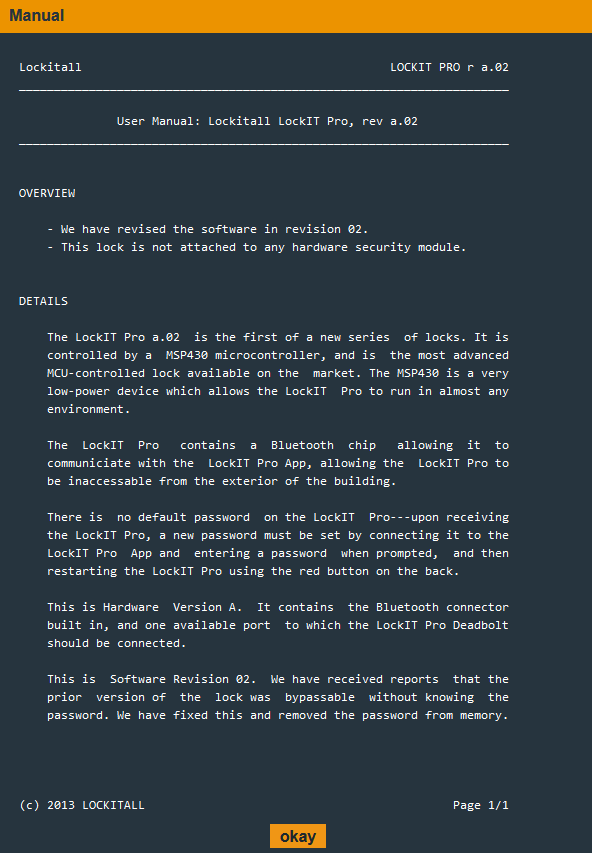 Manual
Lockitall LOCKIT PRO r a.02
User Manual: Lockitall LockIT Pro, rev a.02
OVERVIEW
- We have revised the software in revision 02.
- This lock is not attached to any hardware security module.
DETAILS
The LockIT Pro a.02 is the first of a new series of locks. It is
controlled by a MSP430 microcontroller, and is the most advanced
MCU-controlled lock available on the market. The MSP430 is a very
low-power device which allows the LockIT Pro to run in almost any
environment.
The LockIT Pro contains a Bluetooth chip allowing it to
communiciate with the LockIT Pro App, allowing the LockIT Pro to
be inaccessable from the exterior of the building.
There is no default password on the LockIT Pro---upon receiving
the LockIT Pro, a new password must be set by connecting it to the
LockIT Pro App and entering a password when prompted, and then
restarting the LockIT Pro using the red button on the back.
This is Hardware Version A. It contains the Bluetooth connector
built in, and one available port to which the LockIT Pro Deadbolt
should be connected.
This is Software Revision 02. We have received reports that the
prior version of the lock was bypassable without knowing the
password. We have fixed this and removed the password from memory.
(c) 2013 LOCKITALL Page 1/1
okay